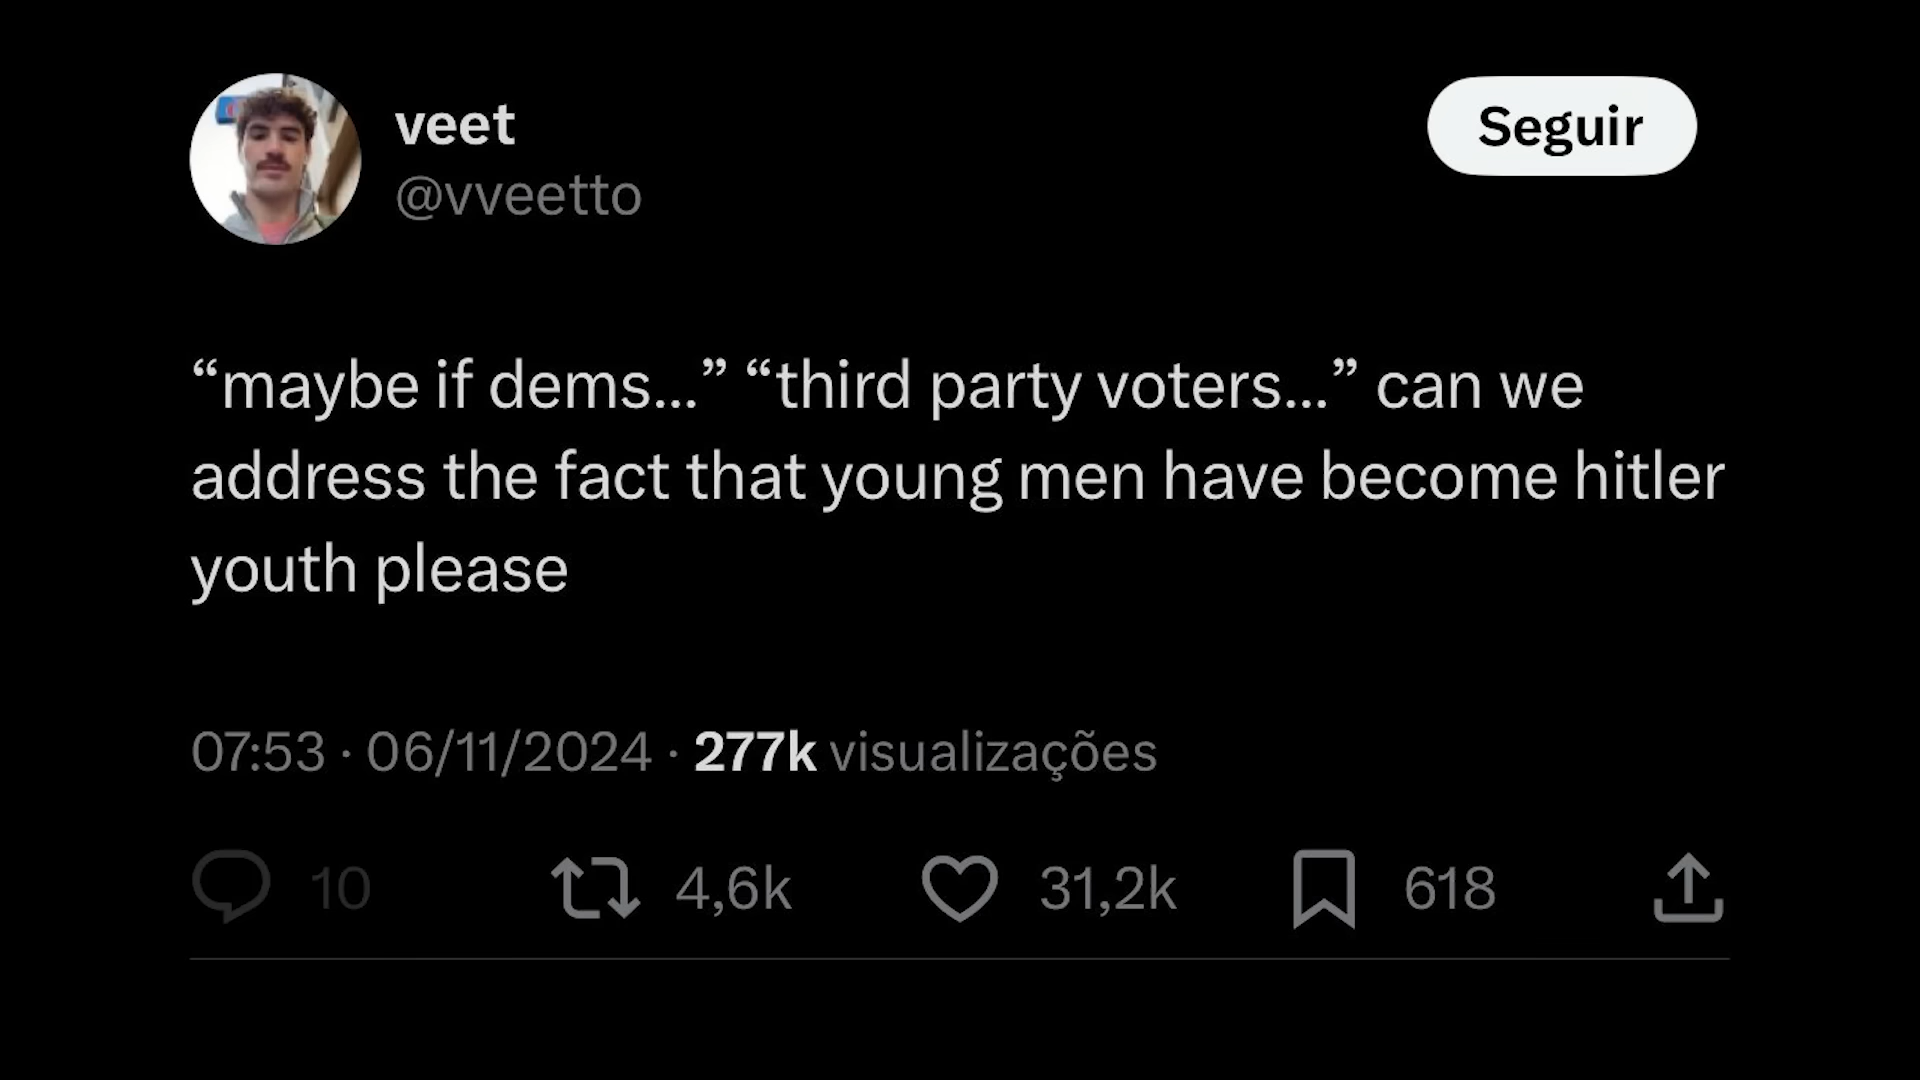 veet
@vveetto
Seguir
“maybe if dems...” “third party voters...” can we
address the fact that young men have become hitler
youth please
07:53 · 06/11/2024 · 277k visualizações
10 4,6k 31,2k 618